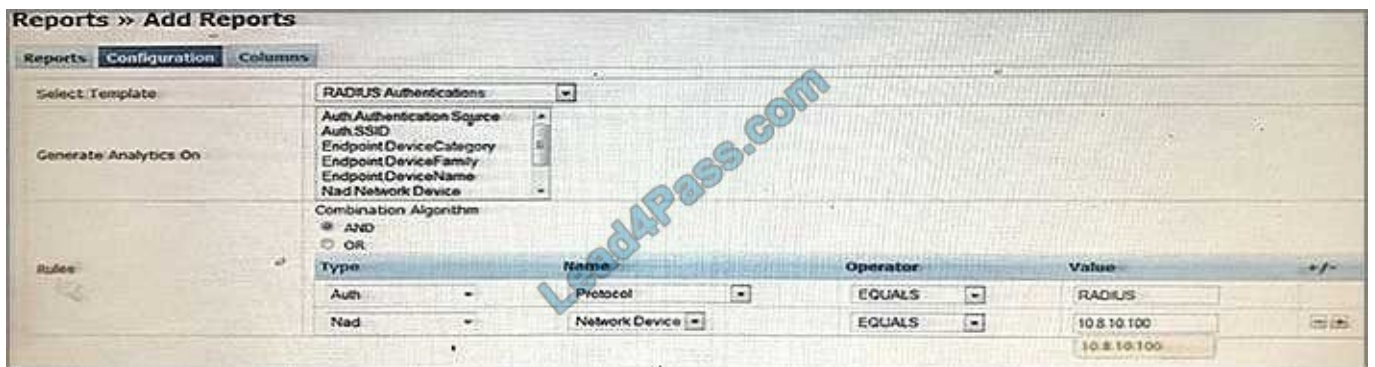 Reports » Add Reports
Reports Configuration Columns
Select Template
RADIUS Authentications
Generate Analytics On
Auth.Authentication Source
Auth.SSID
Endpoint.DeviceCategory
Endpoint.DeviceFamily
Endpoint.DeviceName
Nad.Network Device
Rules
Combination Algorithm
AND
OR
Type Name Operator Value +/-
Auth Protocol EQUALS RADIUS
Nad Network Device EQUALS 10.8.10.100
10.8.10.100
Lead4Pass.com